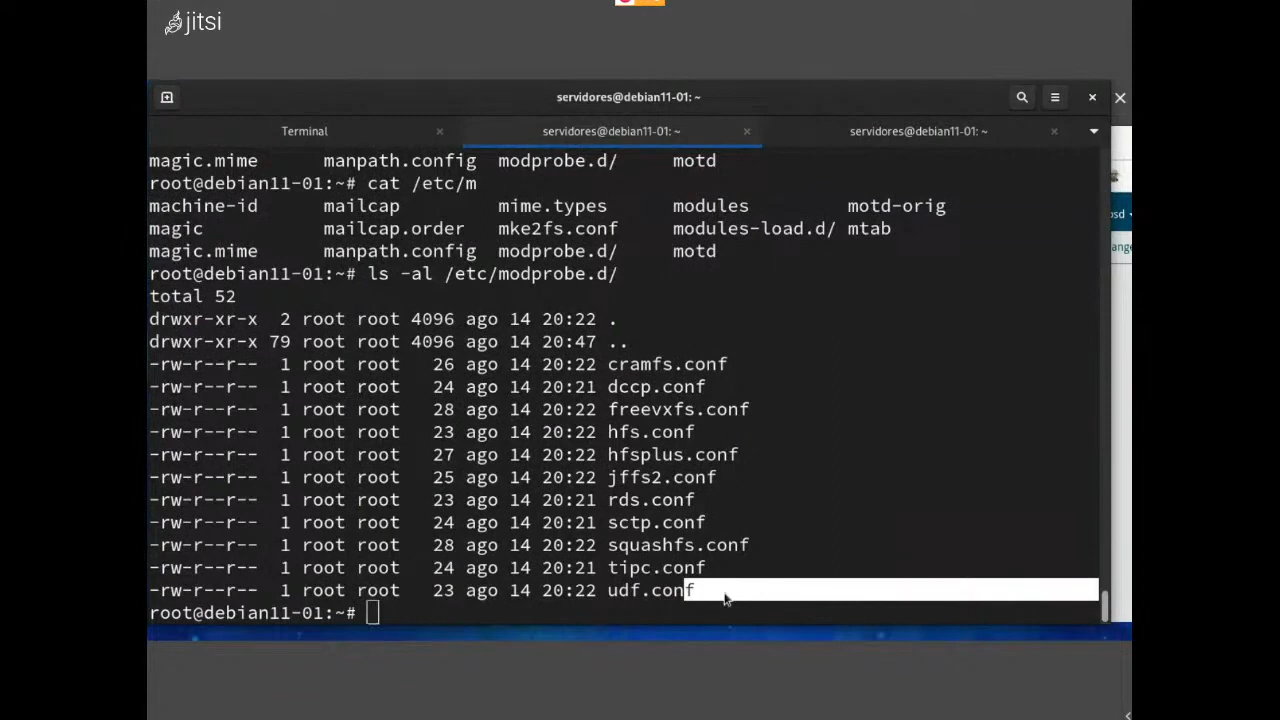 jitsi
servidores@debian11-01: ~
Terminal
servidores@debian11-01: ~
servidores@debian11-01: ~
magic.mime manpath.config modprobe.d/ motd
root@debian11-01:~# cat /etc/m
machine-id mailcap mime.types modules motd-orig
magic mailcap.order mke2fs.conf modules-load.d/ mtab
magic.mime manpath.config modprobe.d/ motd
root@debian11-01:~# ls -al /etc/modprobe.d/
total 52
drwxr-xr-x 2 root root 4096 ago 14 20:22 .
drwxr-xr-x 79 root root 4096 ago 14 20:47 ..
-rw-r--r-- 1 root root 26 ago 14 20:22 cramfs.conf
-rw-r--r-- 1 root root 24 ago 14 20:21 dccp.conf
-rw-r--r-- 1 root root 28 ago 14 20:22 freevxfs.conf
-rw-r--r-- 1 root root 23 ago 14 20:22 hfs.conf
-rw-r--r-- 1 root root 27 ago 14 20:22 hfsplus.conf
-rw-r--r-- 1 root root 25 ago 14 20:22 jffs2.conf
-rw-r--r-- 1 root root 23 ago 14 20:21 rds.conf
-rw-r--r-- 1 root root 24 ago 14 20:21 sctp.conf
-rw-r--r-- 1 root root 28 ago 14 20:22 squashfs.conf
-rw-r--r-- 1 root root 24 ago 14 20:21 tipc.conf
-rw-r--r-- 1 root root 23 ago 14 20:22 udf.conf
root@debian11-01:~#